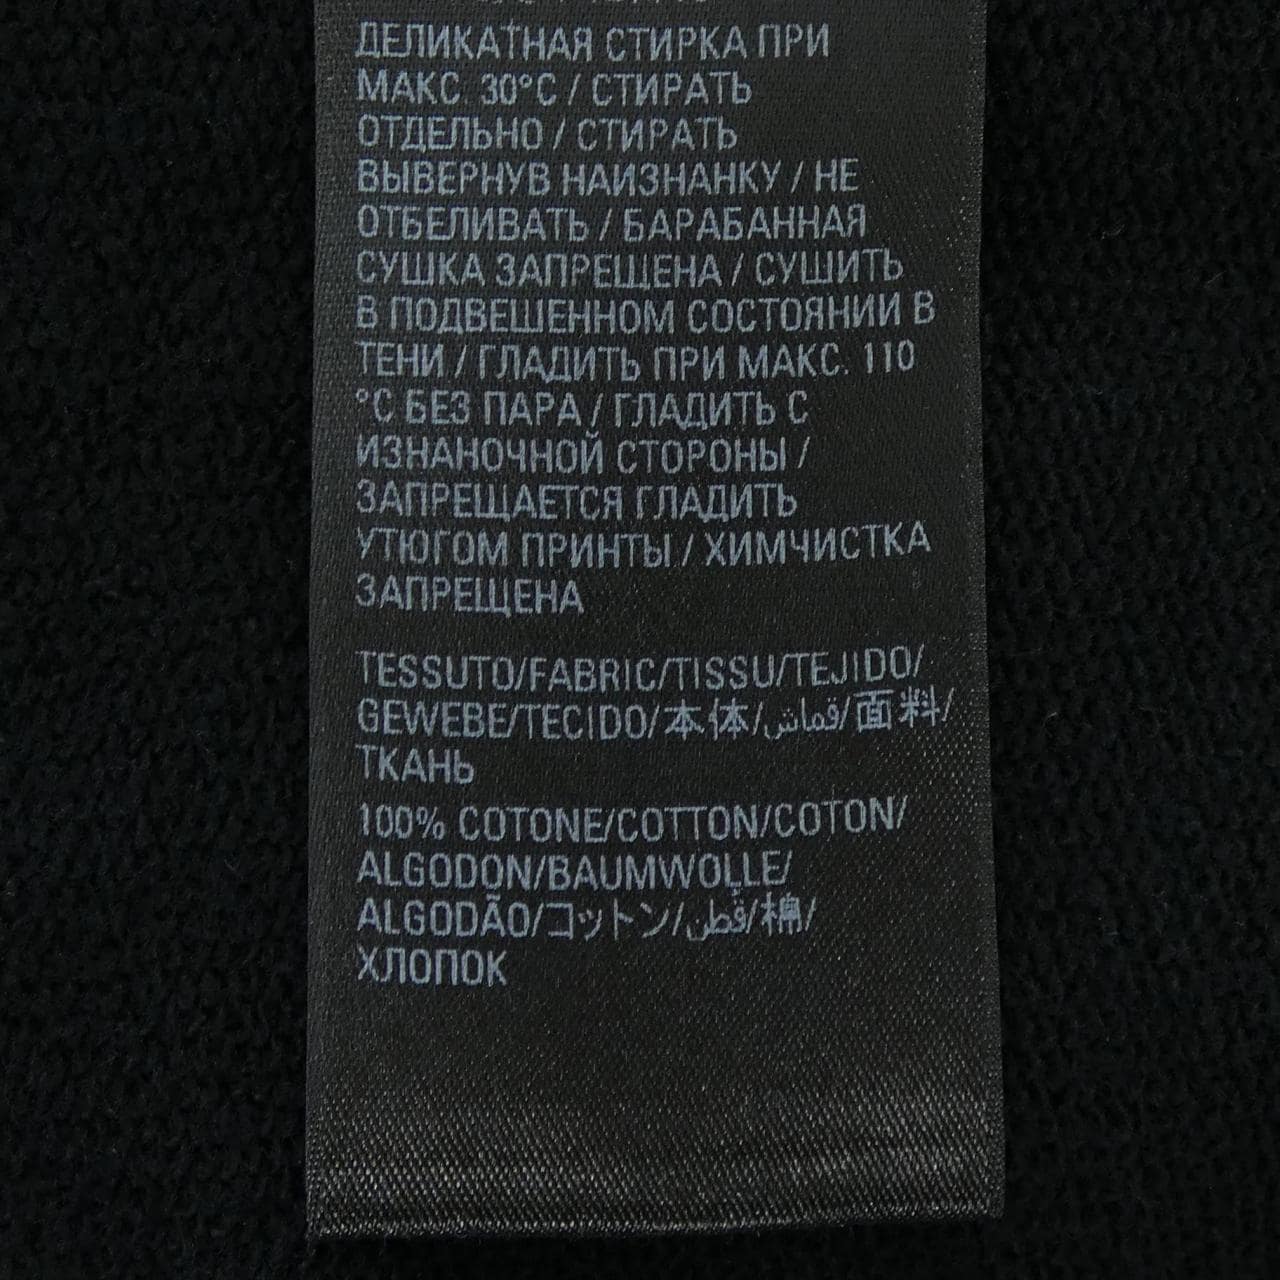 ДЕЛИКАТНАЯ СТИРКА ПРИ
МАКС. 30°C / СТИРАТЬ
ОТДЕЛЬНО / СТИРАТЬ
ВЫВЕРНУВ НАИЗНАНКУ / НЕ
ОТБЕЛИВАТЬ / БАРАБАННАЯ
СУШКА ЗАПРЕЩЕНА / СУШИТЬ
В ПОДВЕШЕННОМ СОСТОЯНИИ В
ТЕНИ / ГЛАДИТЬ ПРИ МАКС. 110
°C БЕЗ ПАРА / ГЛАДИТЬ С
ИЗНАНОЧНОЙ СТОРОНЫ /
ЗАПРЕЩАЕТСЯ ГЛАДИТЬ
УТЮГОМ ПРИНТЫ / ХИМЧИСТКА
ЗАПРЕЩЕНА
TESSUTO/FABRIC/TISSU/TEJIDO/
GEWEBE/TECIDO/本体/قماش/面料/
ТКАНЬ
100% COTONE/COTTON/COTON/
ALGODON/BAUMWOLLE/
ALGODÃO/コットン/قُطن/棉/
ХЛОПОК